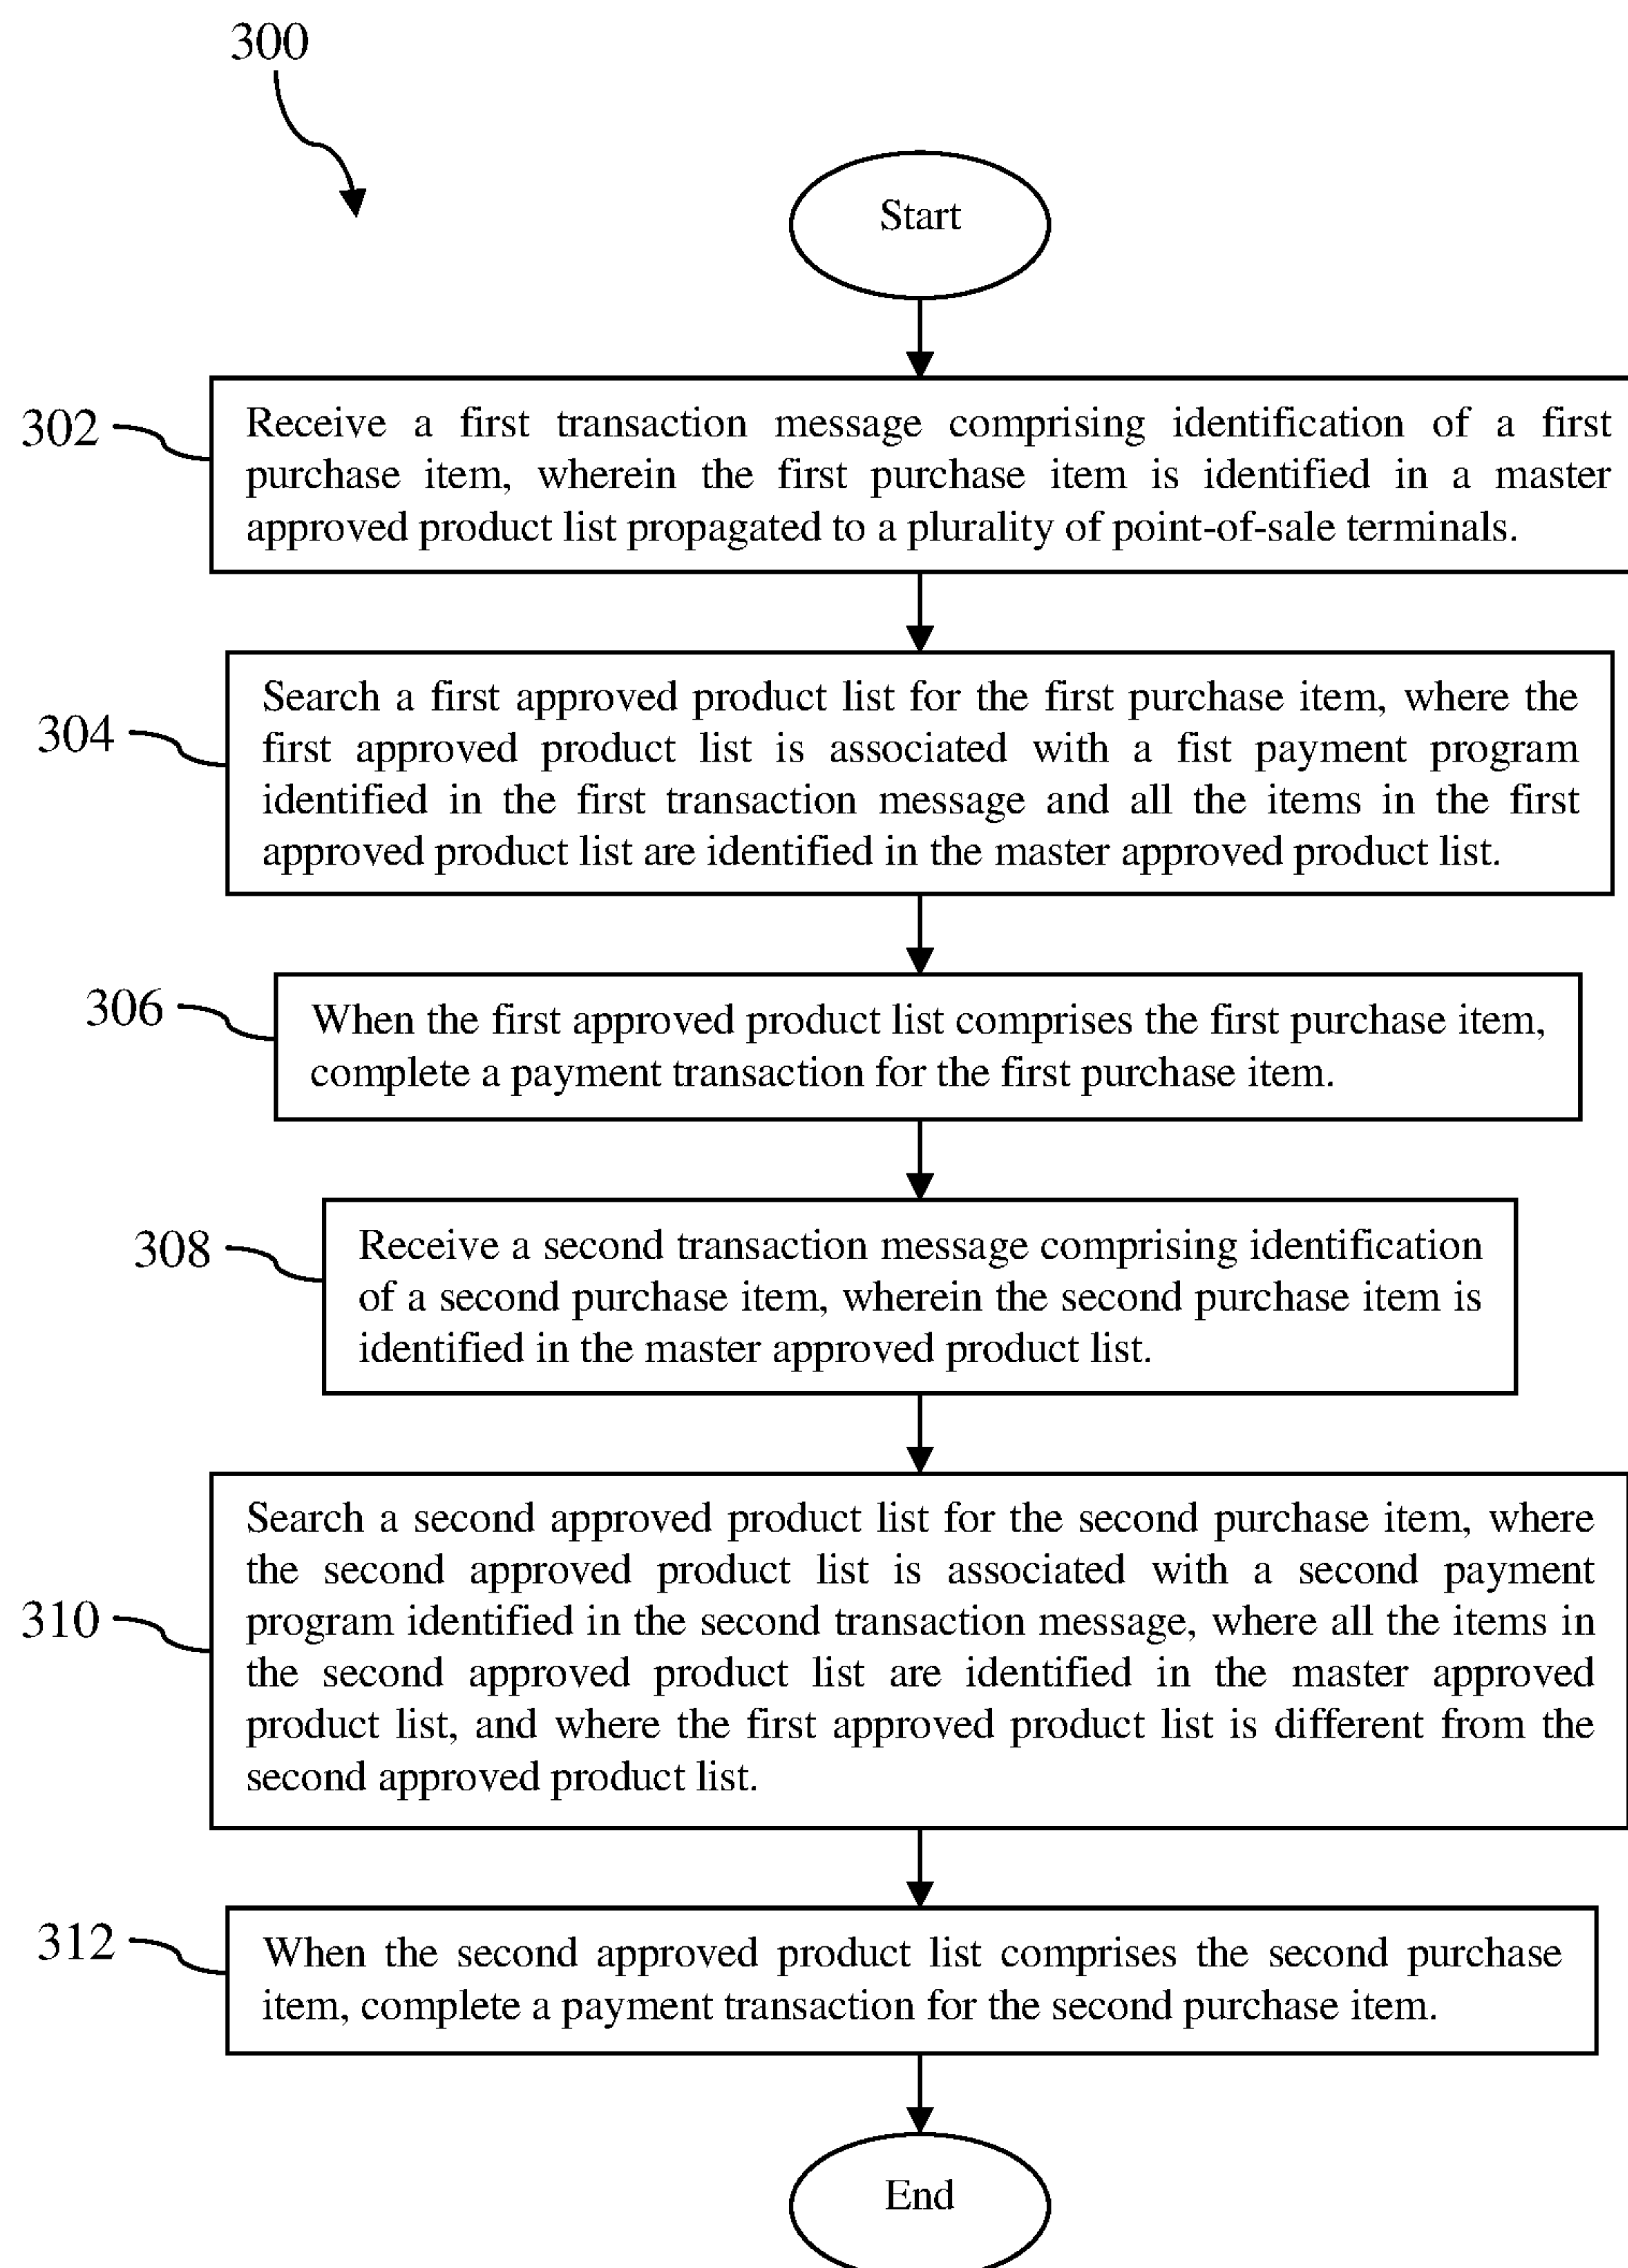 300
Start
302
Receive a first transaction message comprising identification of a first
purchase item, wherein the first purchase item is identified in a master
approved product list propagated to a plurality of point-of-sale terminals.
304
Search a first approved product list for the first purchase item, where the
first approved product list is associated with a fist payment program
identified in the first transaction message and all the items in the first
approved product list are identified in the master approved product list.
306
When the first approved product list comprises the first purchase item,
complete a payment transaction for the first purchase item.
308
Receive a second transaction message comprising identification
of a second purchase item, wherein the second purchase item is
identified in the master approved product list.
310
Search a second approved product list for the second purchase item, where
the second approved product list is associated with a second payment
program identified in the second transaction message, where all the items in
the second approved product list are identified in the master approved
product list, and where the first approved product list is different from the
second approved product list.
312
When the second approved product list comprises the second purchase
item, complete a payment transaction for the second purchase item.
End